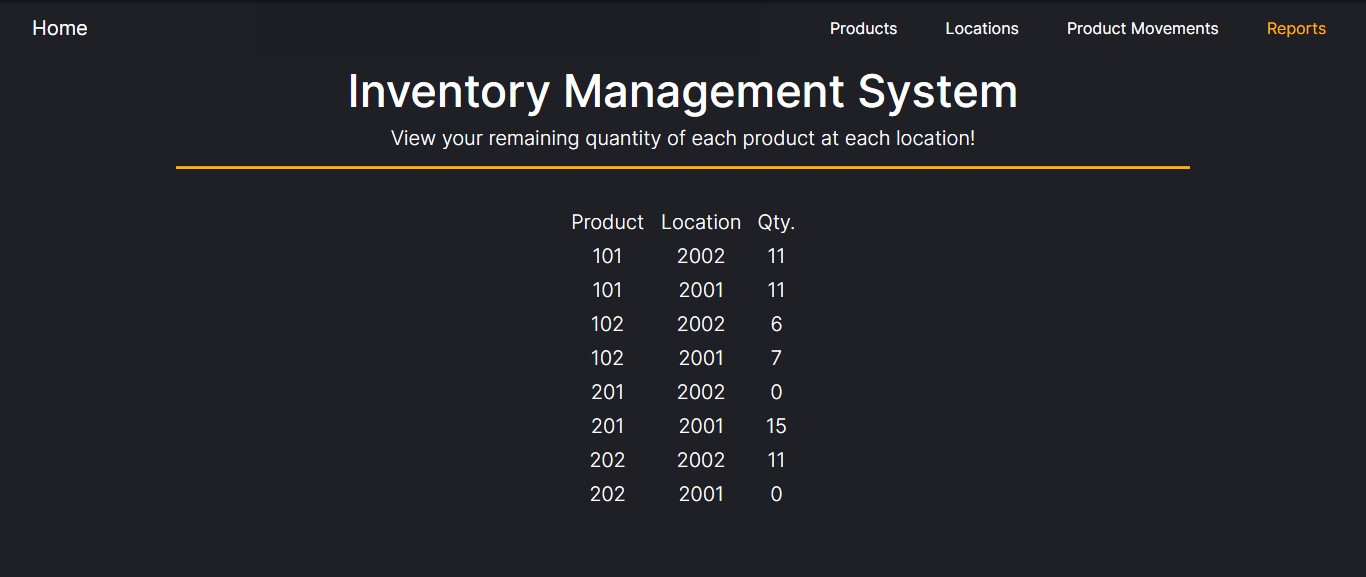 Home Products Locations Product Movements Reports
Inventory Management System
View your remaining quantity of each product at each location!
Product Location Qty.
101 2002 11
101 2001 11
102 2002 6
102 2001 7
201 2002 0
201 2001 15
202 2002 11
202 2001 0